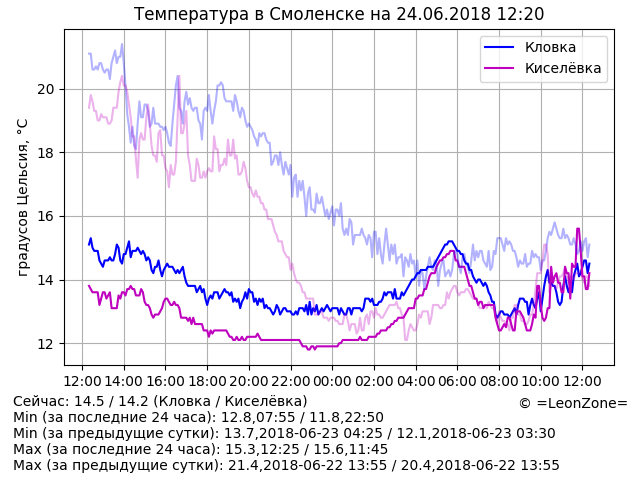 Температура в Смоленске на 24.06.2018 12:20
Кловка
Киселёвка
градусов Цельсия, °C
20
18
16
14
12
12:00 14:00 16:00 18:00 20:00 22:00 00:00 02:00 04:00 06:00 08:00 10:00 12:00
Сейчас: 14.5 / 14.2 (Кловка / Киселёвка)
© =LeonZone=
Min (за последние 24 часа): 12.8,07:55 / 11.8,22:50
Min (за предыдущие сутки): 13.7,2018-06-23 04:25 / 12.1,2018-06-23 03:30
Max (за последние 24 часа): 15.3,12:25 / 15.6,11:45
Max (за предыдущие сутки): 21.4,2018-06-22 13:55 / 20.4,2018-06-22 13:55